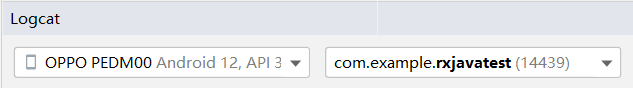 Logcat
OPPO PEDM00 Android 12, API 3
com.example.rxjavatest (14439)